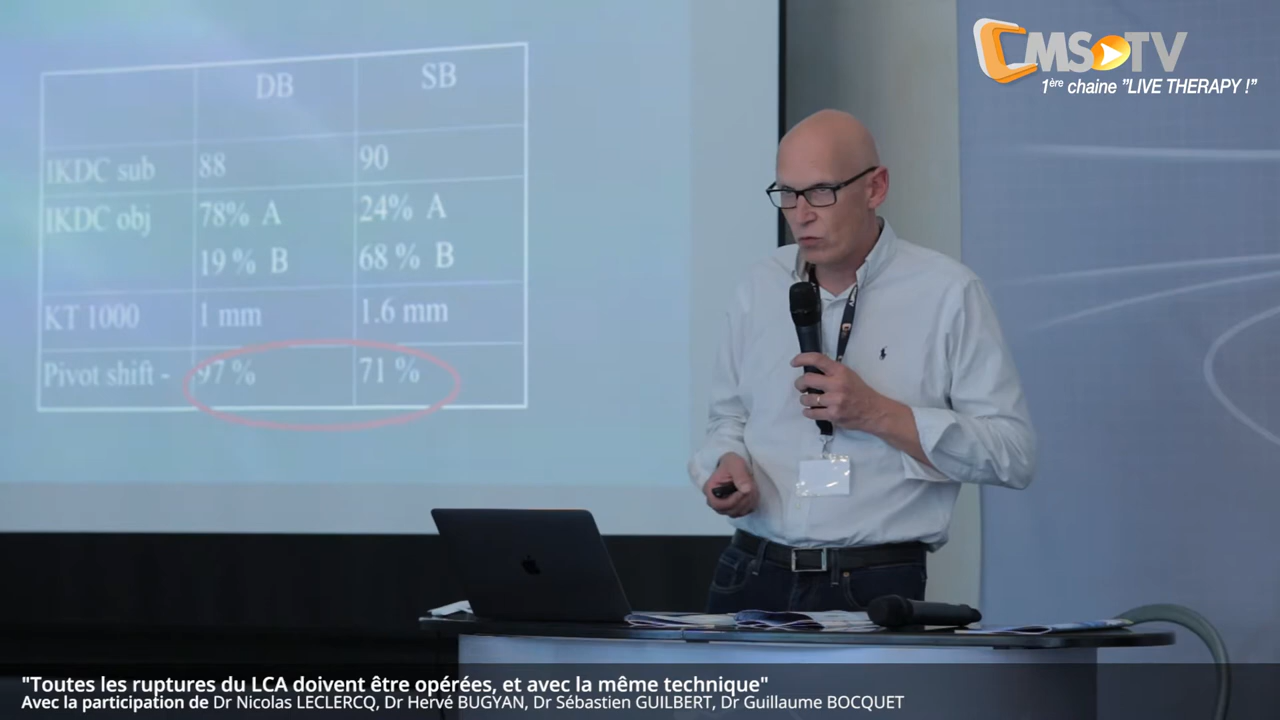 CMS TV
1ère chaine "LIVE THERAPY !"
DB SB
IKDC sub 88 90
IKDC obj 78% A 24% A
19 % B 68 % B
KT 1000 1 mm 1.6 mm
Pivot shift - 97 % 71 %
"Toutes les ruptures du LCA doivent être opérées, et avec la même technique"
Avec la participation de Dr Nicolas LECLERCQ, Dr Hervé BUGYAN, Dr Sébastien GUILBERT, Dr Guillaume BOCQUET